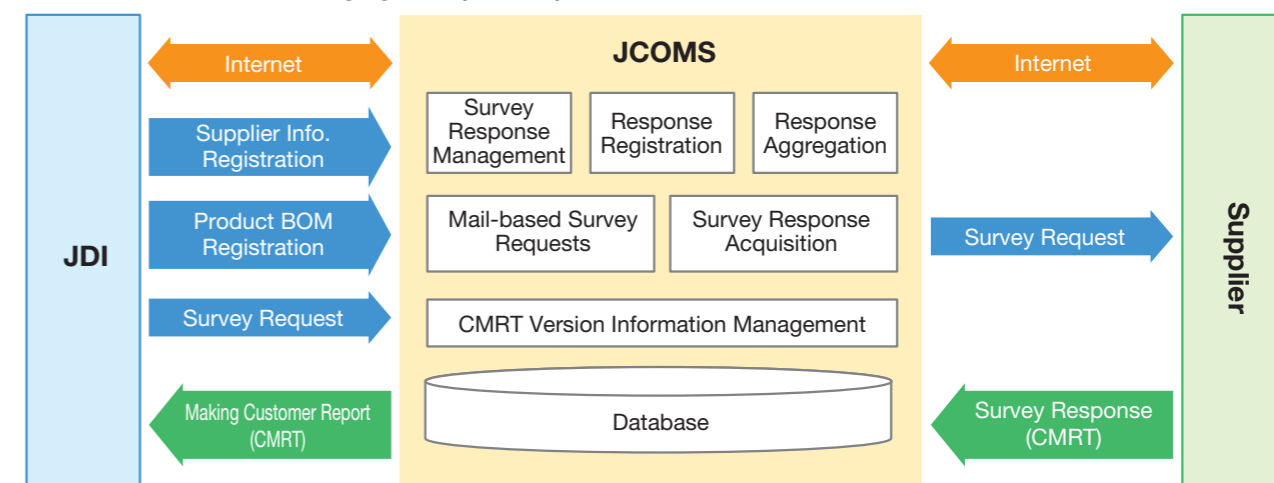 JDI
Internet
Supplier Info.
Registration
Product BOM
Registration
Survey Request
Making Customer Report
(CMRT)
JCOMS
Survey
Response
Management
Response
Registration
Response
Aggregation
Mail-based Survey
Requests
Survey Response
Acquisition
CMRT Version Information Management
Database
Internet
Survey Request
Survey Response
(CMRT)
Supplier